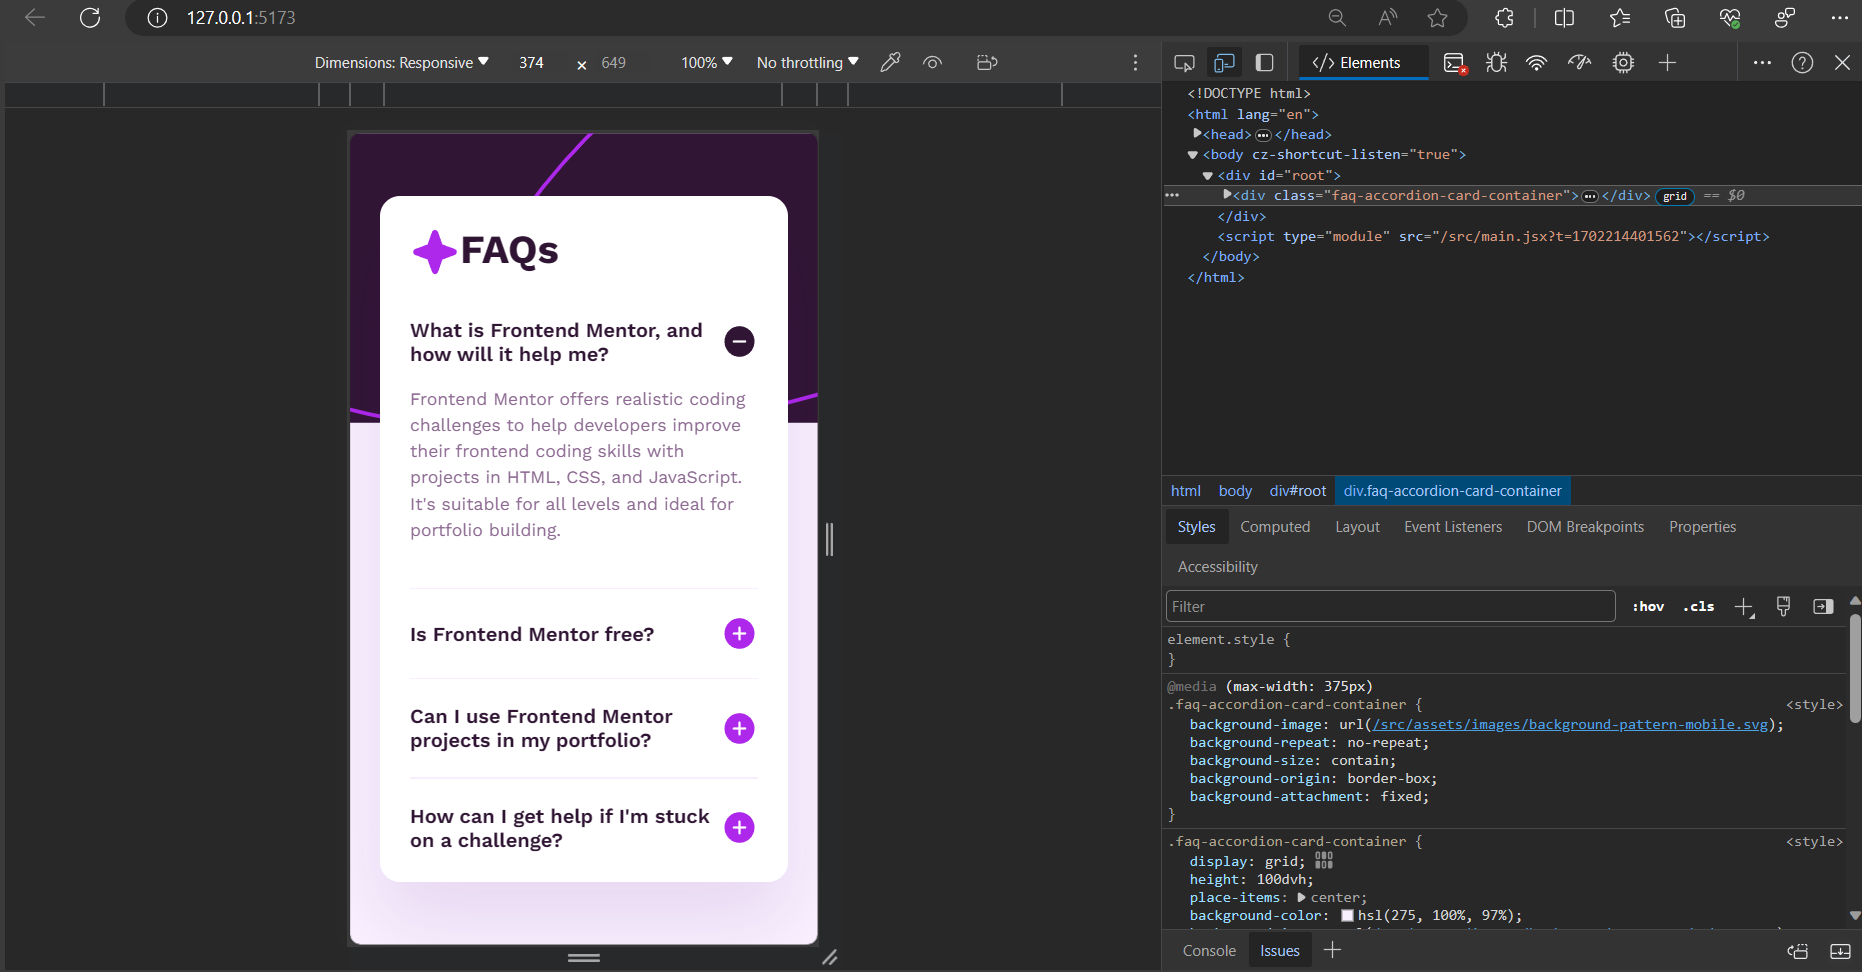 127.0.0.1:5173
Dimensions: Responsive 374 × 649 100% No throttling
FAQs
What is Frontend Mentor, and
how will it help me?
Frontend Mentor offers realistic coding
challenges to help developers improve
their frontend coding skills with
projects in HTML, CSS, and JavaScript.
It's suitable for all levels and ideal for
portfolio building.
Is Frontend Mentor free?
Can I use Frontend Mentor
projects in my portfolio?
How can I get help if I'm stuck
on a challenge?
Elements
<!DOCTYPE html>
<html lang="en">
<head>…</head>
<body cz-shortcut-listen="true">
<div id="root">
<div class="faq-accordion-card-container">…</div> grid == $0
</div>
<script type="module" src="/src/main.jsx?t=1702214401562"></script>
</body>
</html>
html body div#root div.faq-accordion-card-container
Styles Computed Layout Event Listeners DOM Breakpoints Properties
Accessibility
Filter :hov .cls
element.style {
}
@media (max-width: 375px)
.faq-accordion-card-container { <style>
background-image: url(/src/assets/images/background-pattern-mobile.svg);
background-repeat: no-repeat;
background-size: contain;
background-origin: border-box;
background-attachment: fixed;
}
.faq-accordion-card-container { <style>
display: grid;
height: 100dvh;
place-items: center;
background-color: hsl(275, 100%, 97%);
Console Issues